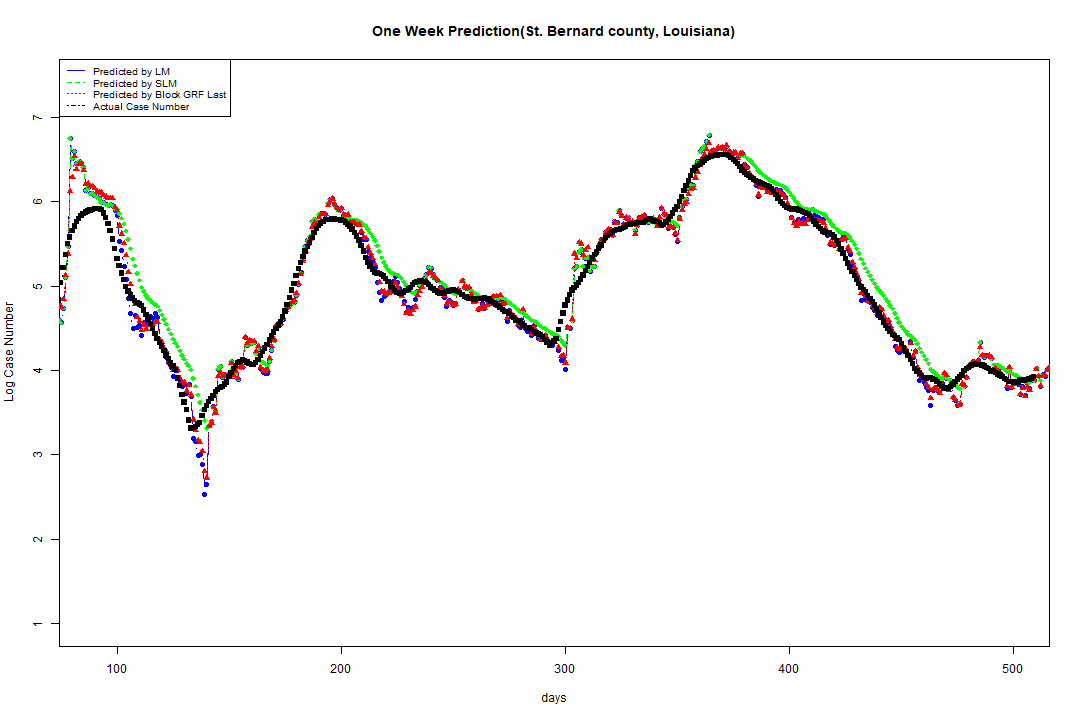 One Week Prediction(St. Bernard county, Louisiana)
Predicted by LM
Predicted by SLM
Predicted by Block GRF Last
Actual Case Number
Log Case Number
7
6
5
4
3
2
1
100 200 300 400 500
days